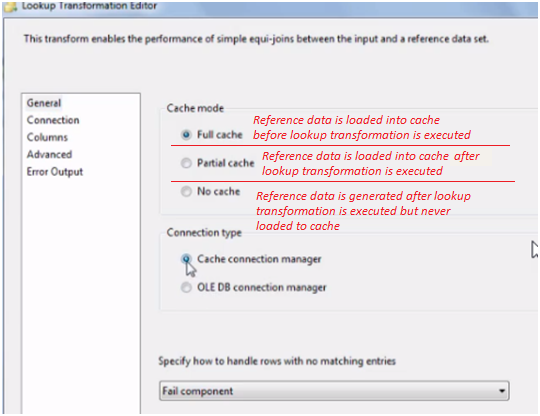 Lookup Transformation Editor
This transform enables the performance of simple equi-joins between the input and a reference data set.
General
Connection
Columns
Advanced
Error Output
Cache mode
Full cache
Reference data is loaded into cache
before lookup transformation is executed
Partial cache
Reference data is loaded into cache after
lookup transformation is executed
No cache
Reference data is generated after lookup
transformation is executed but never
loaded to cache
Connection type
Cache connection manager
OLE DB connection manager
Specify how to handle rows with no matching entries
Fail component